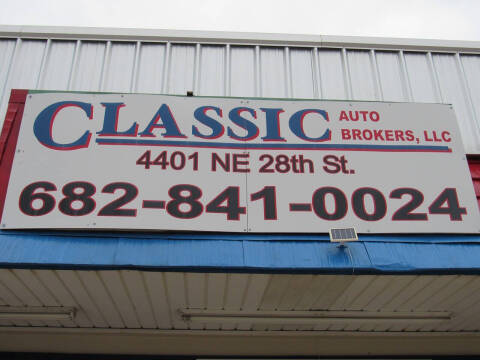 CLASSIC AUTO BROKERS, LLC
4401 NE 28th St.
682-841-0024